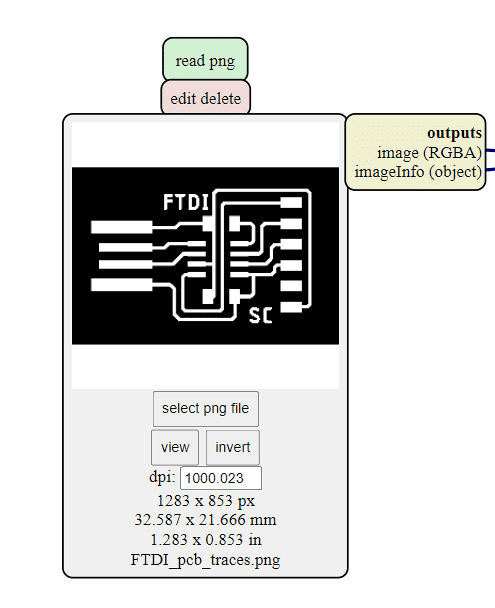 read png
edit delete
outputs
image (RGBA)
imageInfo (object)
FTDI
SC
select png file
view invert
dpi: 1000.023
1283 x 853 px
32.587 x 21.666 mm
1.283 x 0.853 in
FTDI_pcb_traces.png